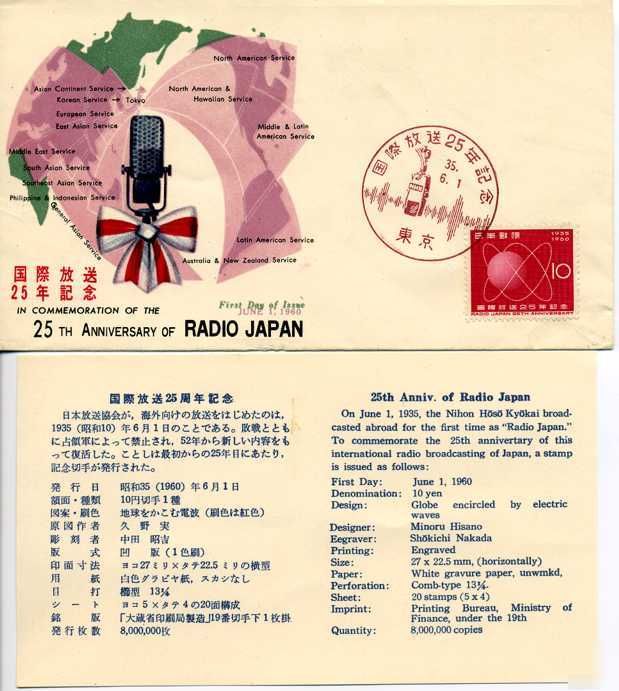 North American Service
Asian Continent Service →
Korean Service → Tokyo
North American &
Hawaiian Service
European Service
East Asian Service
Middle & Latin
American Service
Middle East Service
South Asian Service
Southeast Asian Service
Philippine & Indonesian Service
General Asian Service
Latin American Service
Australia & New Zealand Service
国際放送
25年記念
First Day of Issue
JUNE 1, 1960
IN COMMEMORATION OF THE
25 TH ANNIVERSARY OF RADIO JAPAN
国際放送25年記念
35.
6.1
東京
日本郵便
1935
1960
10
国際放送25年記念
RADIO JAPAN 25TH ANNIVERSARY
国際放送25周年記念
日本放送協会が，海外向けの放送をはじめたのは，
1935（昭和10）年6月1日のことである。敗戦ととも
に占領軍によって禁止され，52年から新しい内容をも
って復活した。ことしは最初からの25年目にあたり，
記念切手が発行された。
発行日 昭和35（1960）年6月1日
額面・種類 10円切手1種
図案・刷色 地球をかこむ電波（刷色は紅色）
原図作者 久野 実
彫刻者 中田 昭吉
版式 凹版（1色刷）
印面寸法 ヨコ27ミリ×タテ22.5ミリの横型
用紙 白色グラビヤ紙，スカシなし
目打 櫛型 13¾
シート ヨコ5×タテ4の20面構成
銘版 「大蔵省印刷局製造」19番切手下1枚掛
発行枚数 8,000,000枚
25th Anniv. of Radio Japan
On June 1, 1935, the Nihon Hōsō Kyōkai broad-
casted abroad for the first time as “Radio Japan.”
To commemorate the 25th annivertary of this
international radio broadcasting of Japan, a stamp
is issued as follows:
First Day: June 1, 1960
Denomination: 10 yen
Design: Globe encircled by electric
waves
Designer: Minoru Hisano
Eegraver: Shōkichi Nakada
Printing: Engraved
Size: 27 x 22.5 mm, (horizontally)
Paper: White gravure paper, unwmkd,
Perforation: Comb-type 13¾.
Sheet: 20 stamps (5 x 4)
Imprint: Printing Bureau, Ministry of
Finance, under the 19th
Quantity: 8,000,000 copies